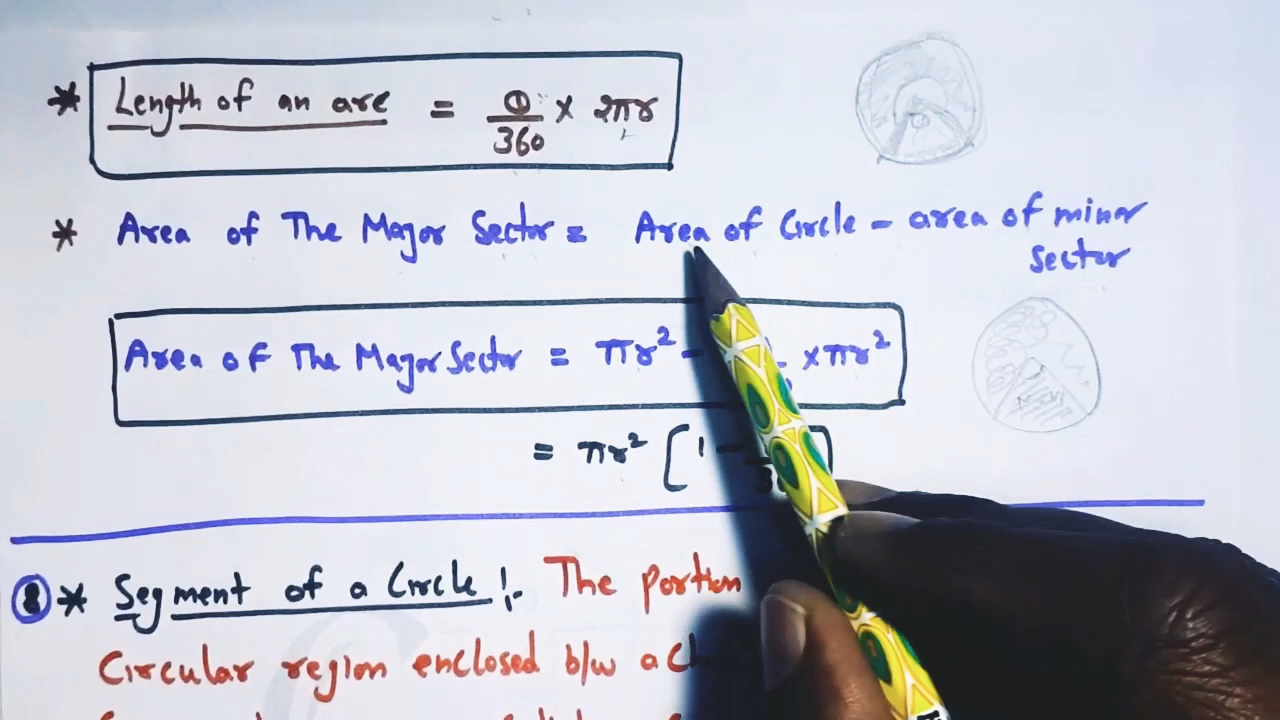 * Length of an arc = θ/360 × 2πr
* Area of The Major Sector = Area of Circle - area of minor
sector
Area of The Major Sector = πr² - × πr²
= πr² [1 -
8 * Segment of a Circle :- The portion
Circular region enclosed b/w a